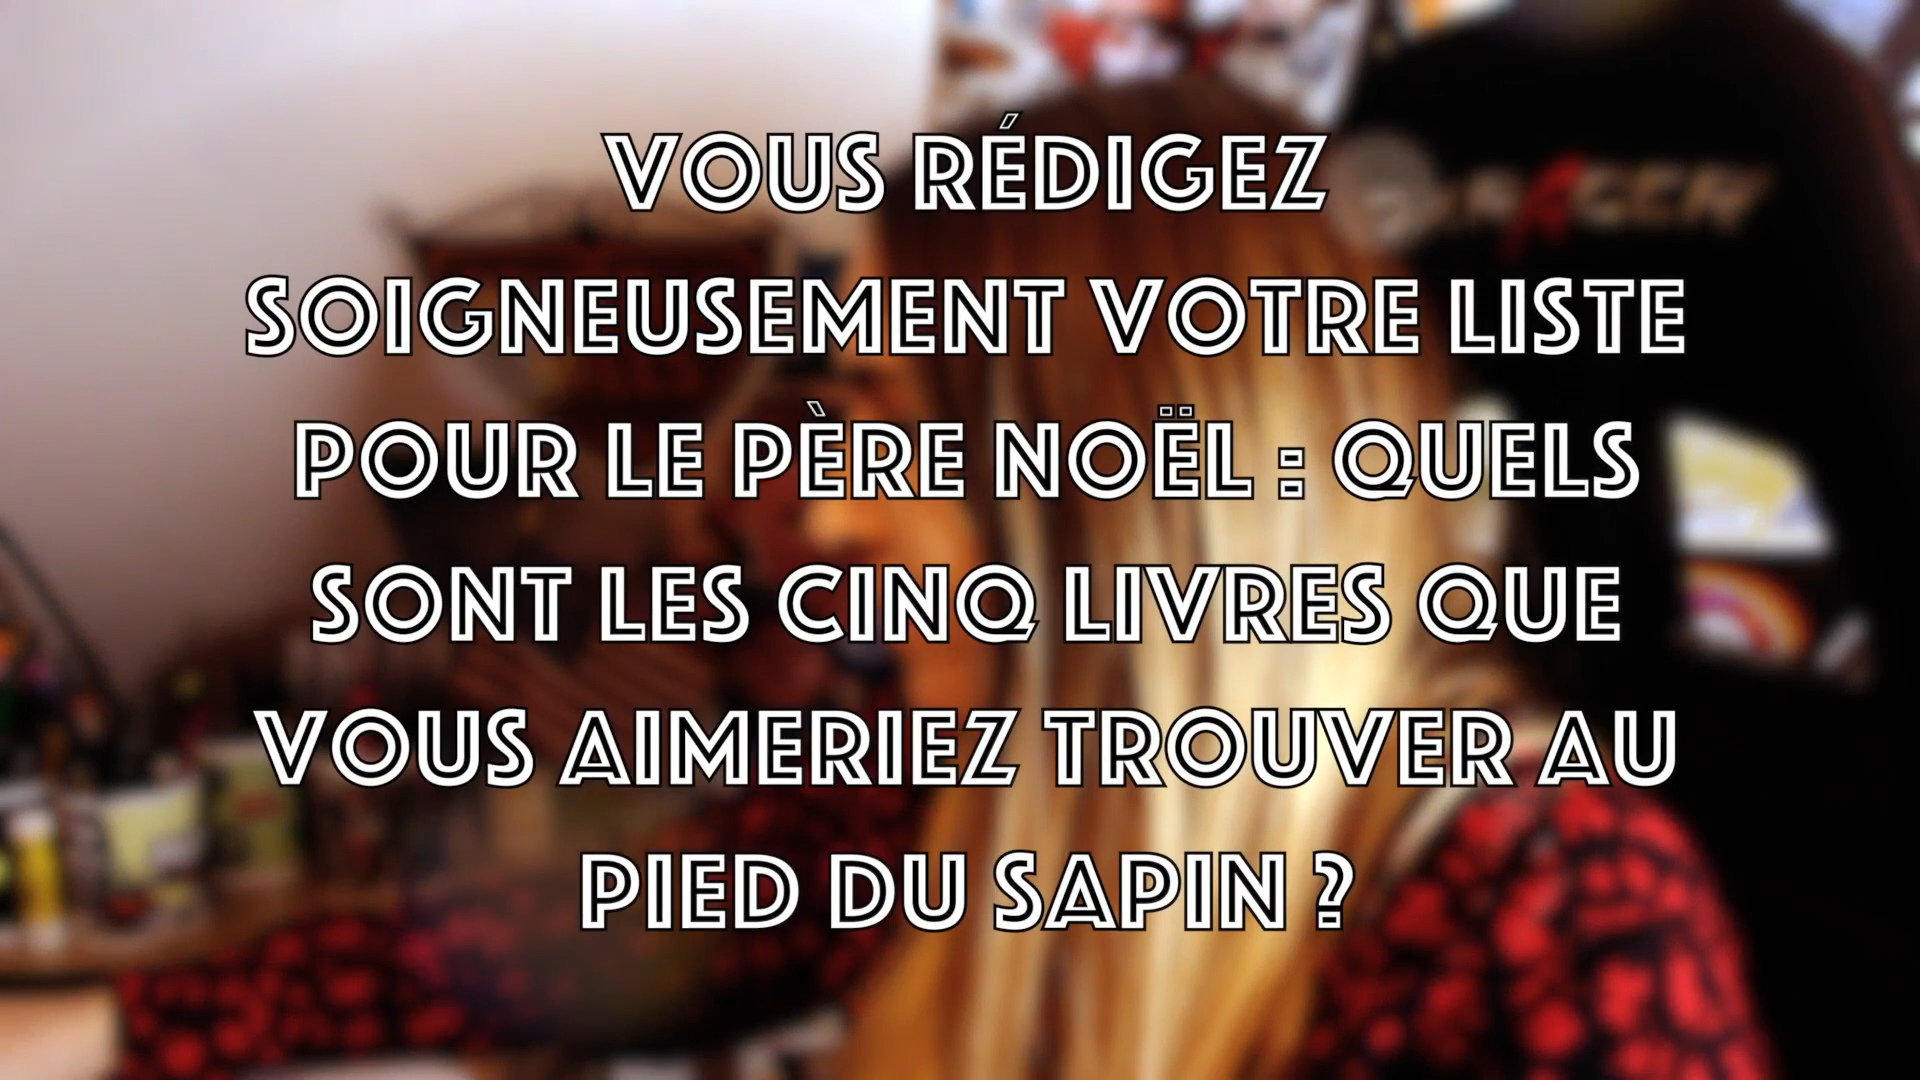 VOUS RÉDIGEZ
SOIGNEUSEMENT VOTRE LISTE
POUR LE PÈRE NOËL : QUELS
SONT LES CINQ LIVRES QUE
VOUS AIMERIEZ TROUVER AU
PIED DU SAPIN ?